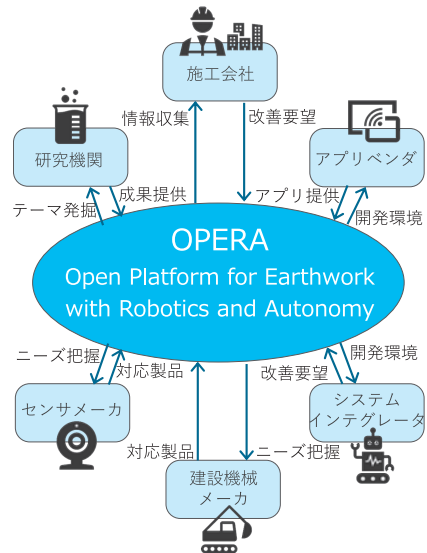 施工会社
情報収集
改善要望
研究機関
アプリベンダ
テーマ発掘
成果提供
アプリ提供
開発環境
OPERA
Open Platform for Earthwork
with Robotics and Autonomy
ニーズ把握
対応製品
改善要望
開発環境
センサメーカ
システム
インテグレータ
対応製品
ニーズ把握
建設機械
メーカ